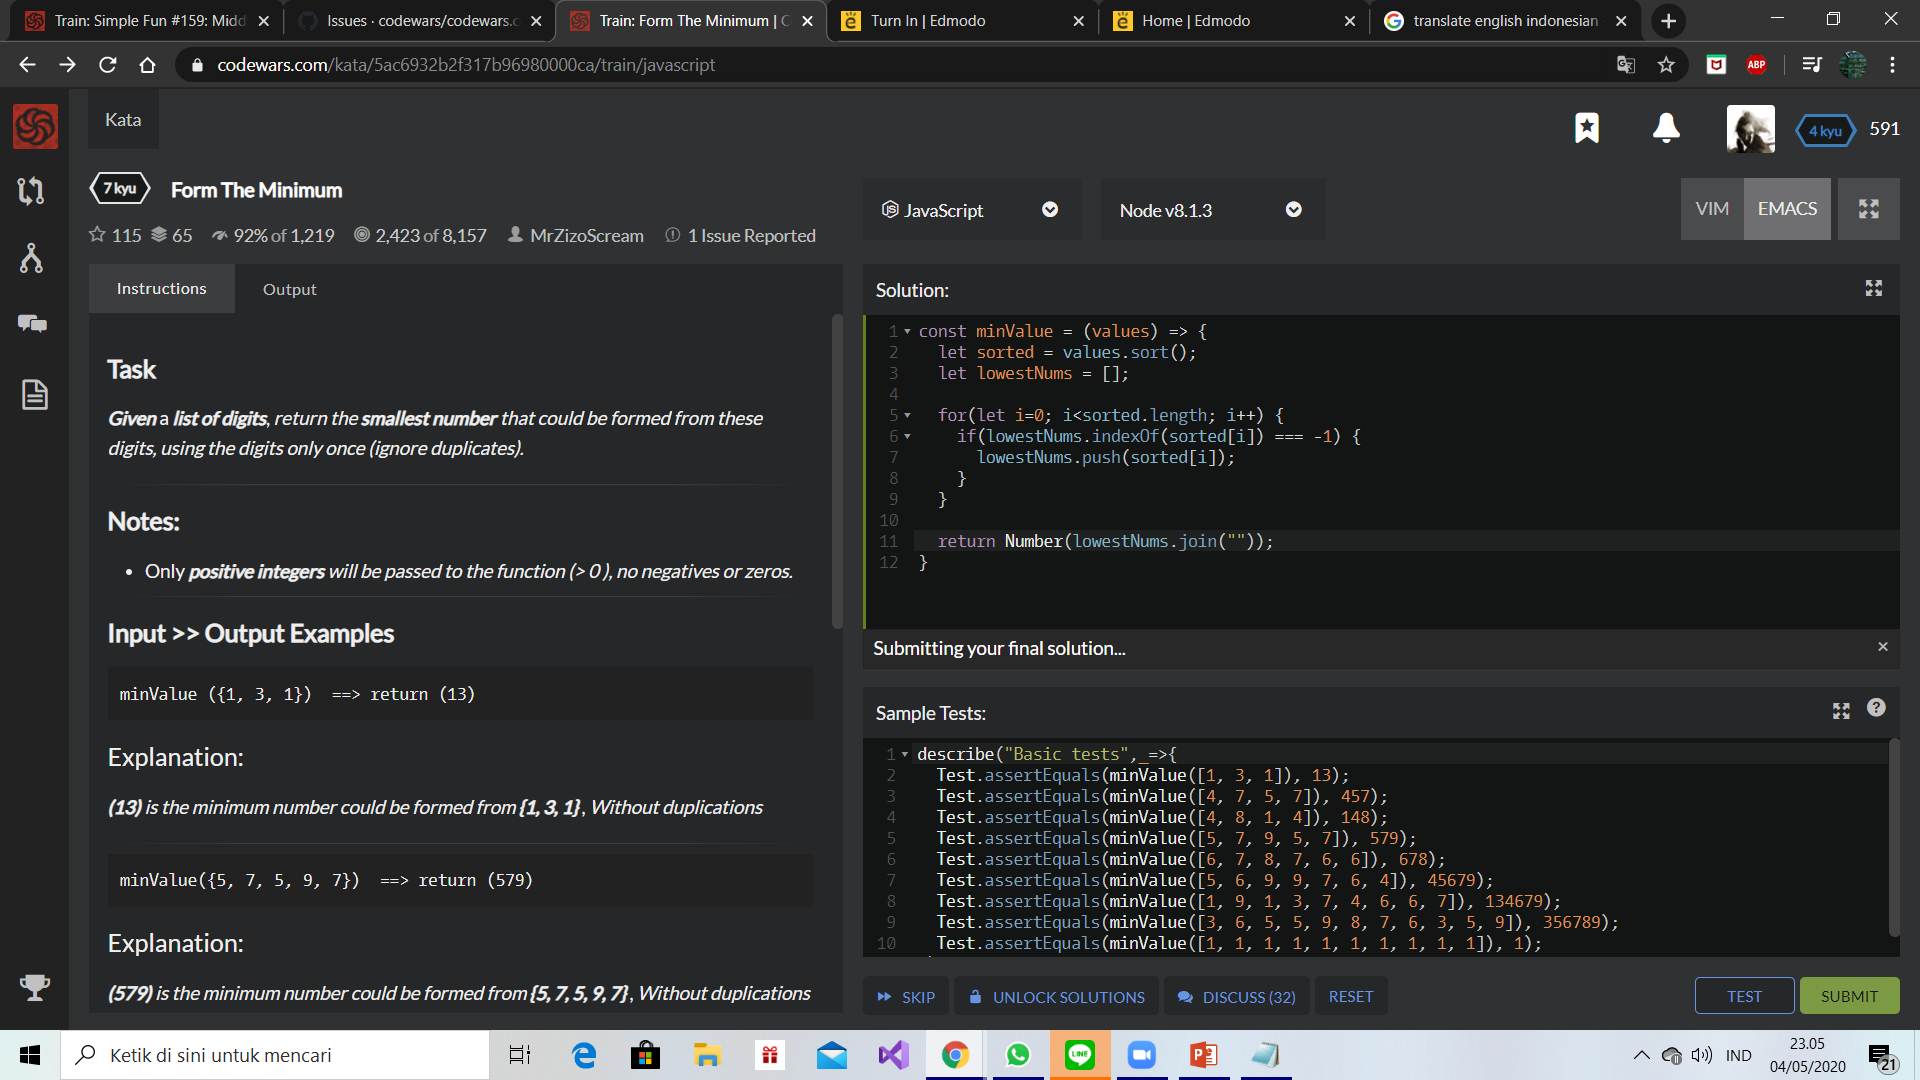 Train: Simple Fun #159: Midd
Issues · codewars/codewars.c
Train: Form The Minimum | C
Turn In | Edmodo
Home | Edmodo
translate english indonesian
codewars.com/kata/5ac6932b2f317b96980000ca/train/javascript
ABP
Kata
4 kyu
591
7 kyu
Form The Minimum
115
65
92% of 1,219
2,423 of 8,157
MrZizoScream
1 Issue Reported
JavaScript
Node v8.1.3
VIM
EMACS
Instructions
Output
Task
Given a list of digits, return the smallest number that could be formed from these
digits, using the digits only once (ignore duplicates).
Notes:
• Only positive integers will be passed to the function (> 0 ), no negatives or zeros.
Input >> Output Examples
minValue ({1, 3, 1})  ==> return (13)
Explanation:
(13) is the minimum number could be formed from {1, 3, 1} , Without duplications
minValue({5, 7, 5, 9, 7})  ==> return (579)
Explanation:
(579) is the minimum number could be formed from {5, 7, 5, 9, 7} , Without duplications
Solution:
1 const minValue = (values) => {
2   let sorted = values.sort();
3   let lowestNums = [];
4
5   for(let i=0; i<sorted.length; i++) {
6     if(lowestNums.indexOf(sorted[i]) === -1) {
7       lowestNums.push(sorted[i]);
8     }
9   }
10
11   return Number(lowestNums.join(""));
12 }
Submitting your final solution...
Sample Tests:
1 describe("Basic tests",_=>{
2   Test.assertEquals(minValue([1, 3, 1]), 13);
3   Test.assertEquals(minValue([4, 7, 5, 7]), 457);
4   Test.assertEquals(minValue([4, 8, 1, 4]), 148);
5   Test.assertEquals(minValue([5, 7, 9, 5, 7]), 579);
6   Test.assertEquals(minValue([6, 7, 8, 7, 6, 6]), 678);
7   Test.assertEquals(minValue([5, 6, 9, 9, 7, 6, 4]), 45679);
8   Test.assertEquals(minValue([1, 9, 1, 3, 7, 4, 6, 6, 7]), 134679);
9   Test.assertEquals(minValue([3, 6, 5, 5, 9, 8, 7, 6, 3, 5, 9]), 356789);
10   Test.assertEquals(minValue([1, 1, 1, 1, 1, 1, 1, 1, 1, 1]), 1);
SKIP
UNLOCK SOLUTIONS
DISCUSS (32)
RESET
TEST
SUBMIT
Ketik di sini untuk mencari
LINE
IND
23.05
04/05/2020
21